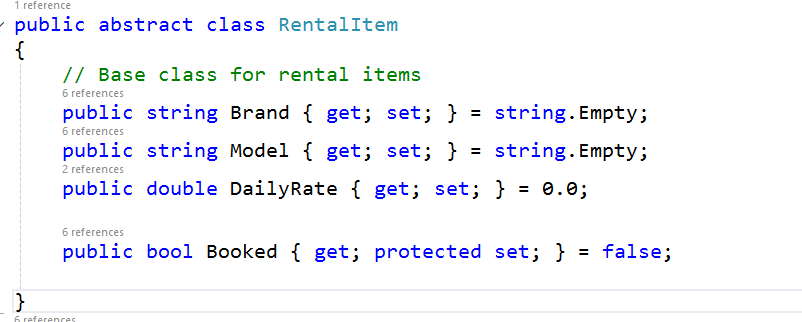 1 reference
public abstract class RentalItem
{
// Base class for rental items
6 references
public string Brand { get; set; } = string.Empty;
6 references
public string Model { get; set; } = string.Empty;
2 references
public double DailyRate { get; set; } = 0.0;
6 references
public bool Booked { get; protected set; } = false;
}
6 references